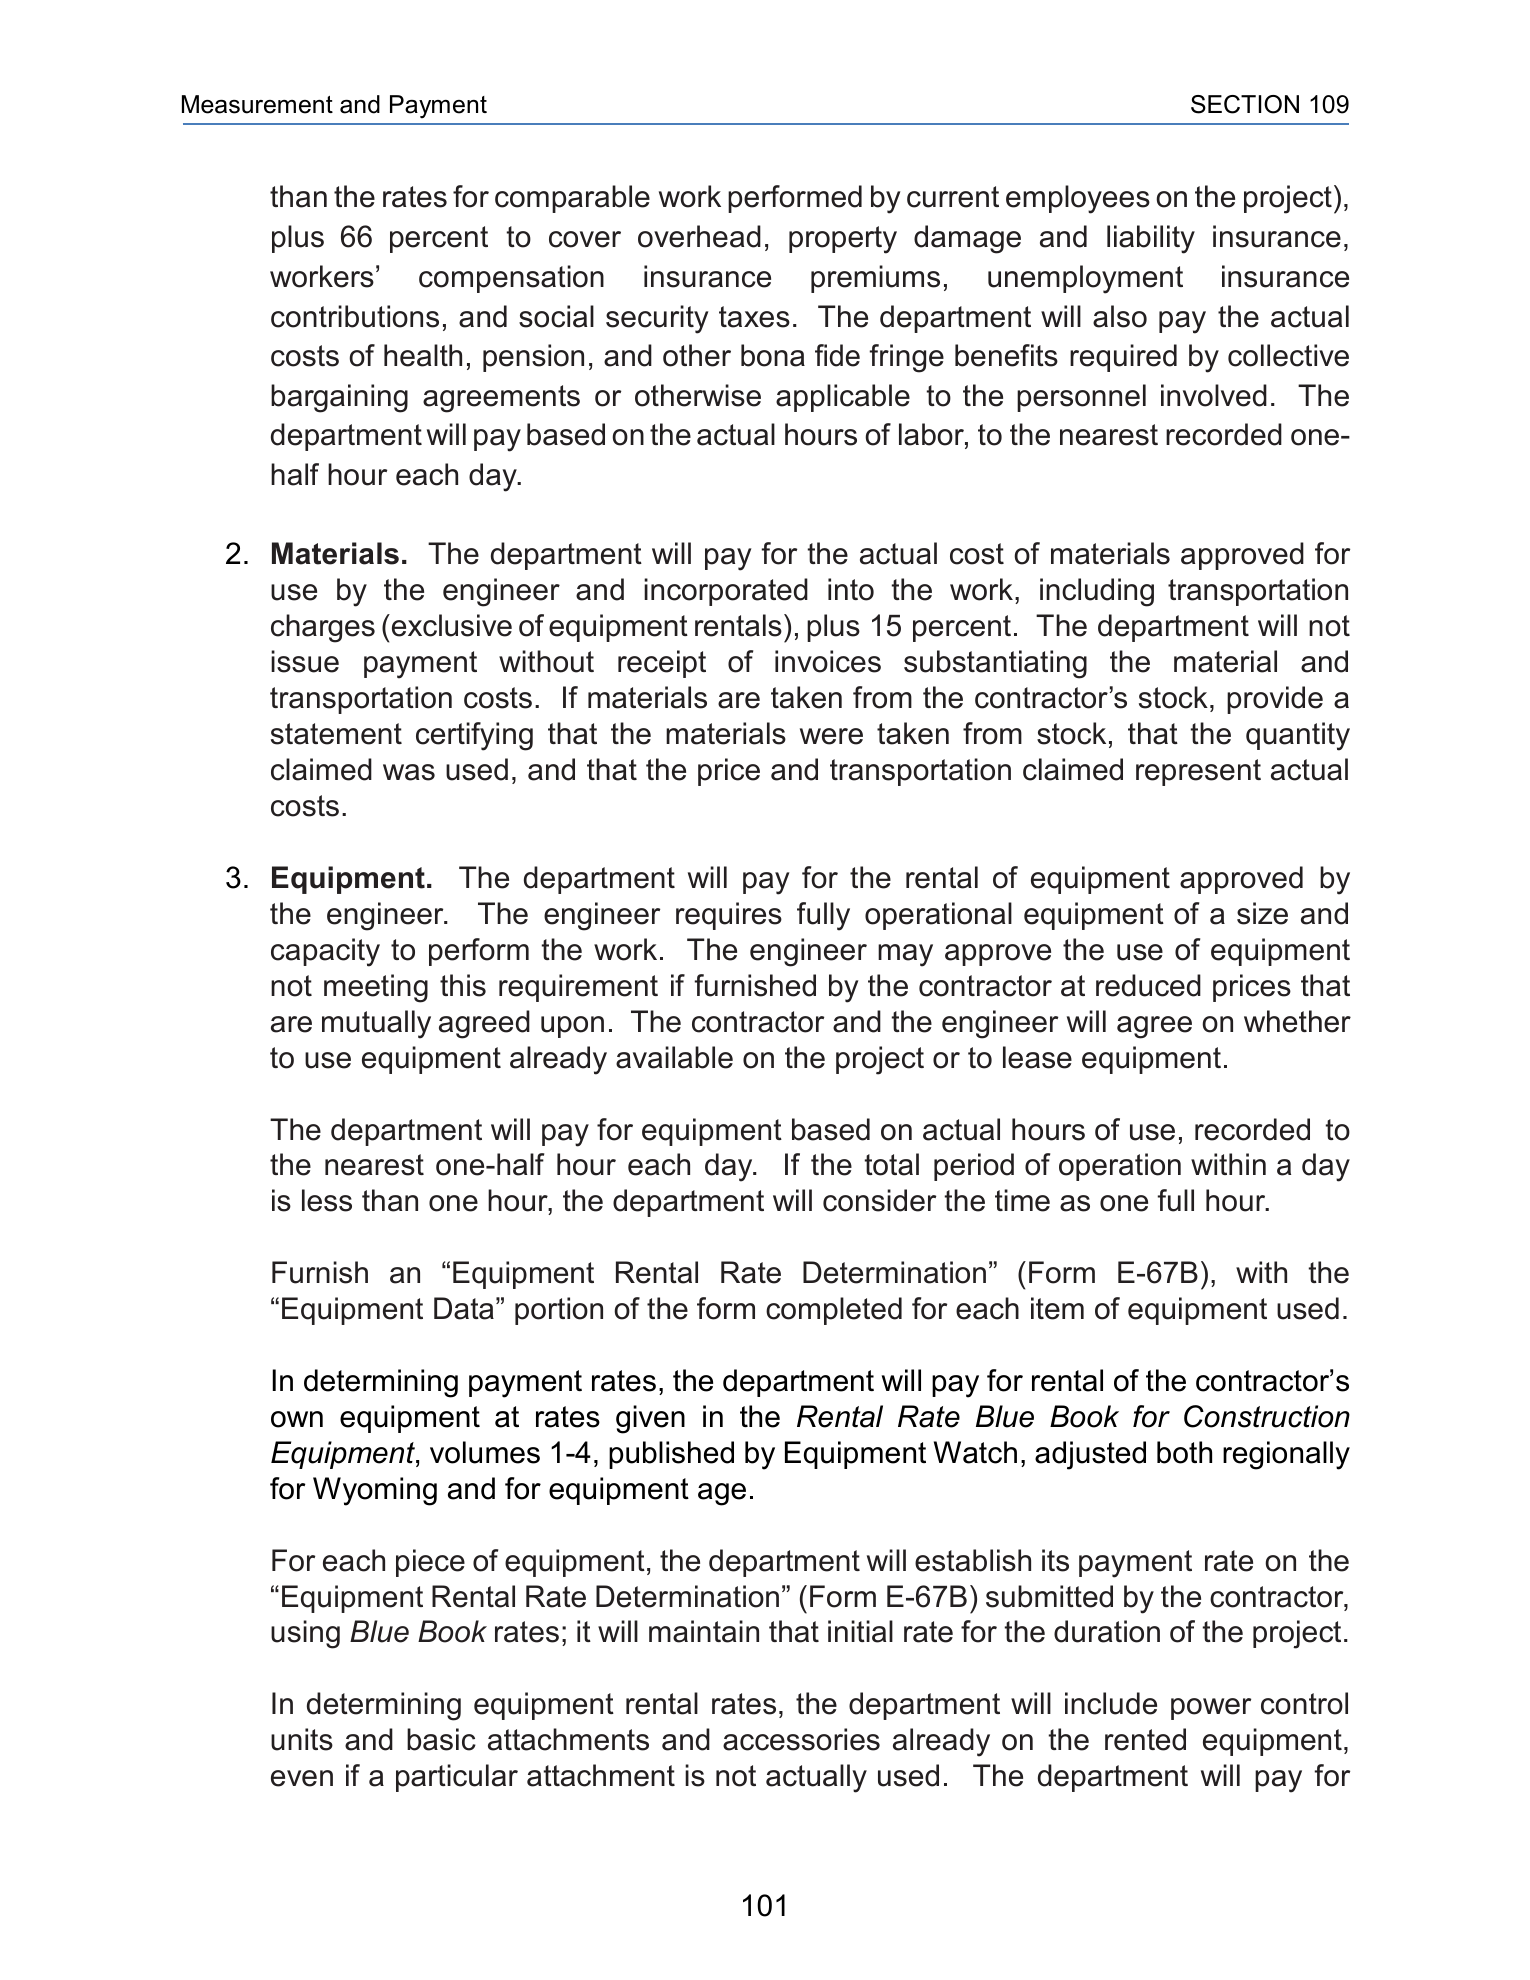 Measurement and Payment SECTION 109
than the rates for comparable work performed by current employees on the project),
plus 66 percent to cover overhead, property damage and liability insurance,
workers’ compensation insurance premiums, unemployment insurance
contributions, and social security taxes. The department will also pay the actual
costs of health, pension, and other bona fide fringe benefits required by collective
bargaining agreements or otherwise applicable to the personnel involved. The
department will pay based on the actual hours of labor, to the nearest recorded one-
half hour each day.
2. Materials. The department will pay for the actual cost of materials approved for
use by the engineer and incorporated into the work, including transportation
charges (exclusive of equipment rentals), plus 15 percent. The department will not
issue payment without receipt of invoices substantiating the material and
transportation costs. If materials are taken from the contractor’s stock, provide a
statement certifying that the materials were taken from stock, that the quantity
claimed was used, and that the price and transportation claimed represent actual
costs.
3. Equipment. The department will pay for the rental of equipment approved by
the engineer. The engineer requires fully operational equipment of a size and
capacity to perform the work. The engineer may approve the use of equipment
not meeting this requirement if furnished by the contractor at reduced prices that
are mutually agreed upon. The contractor and the engineer will agree on whether
to use equipment already available on the project or to lease equipment.
The department will pay for equipment based on actual hours of use, recorded to
the nearest one-half hour each day. If the total period of operation within a day
is less than one hour, the department will consider the time as one full hour.
Furnish an “Equipment Rental Rate Determination” (Form E-67B), with the
“Equipment Data” portion of the form completed for each item of equipment used.
In determining payment rates, the department will pay for rental of the contractor’s
own equipment at rates given in the Rental Rate Blue Book for Construction
Equipment, volumes 1-4, published by Equipment Watch, adjusted both regionally
for Wyoming and for equipment age.
For each piece of equipment, the department will establish its payment rate on the
“Equipment Rental Rate Determination” (Form E-67B) submitted by the contractor,
using Blue Book rates; it will maintain that initial rate for the duration of the project.
In determining equipment rental rates, the department will include power control
units and basic attachments and accessories already on the rented equipment,
even if a particular attachment is not actually used. The department will pay for
101